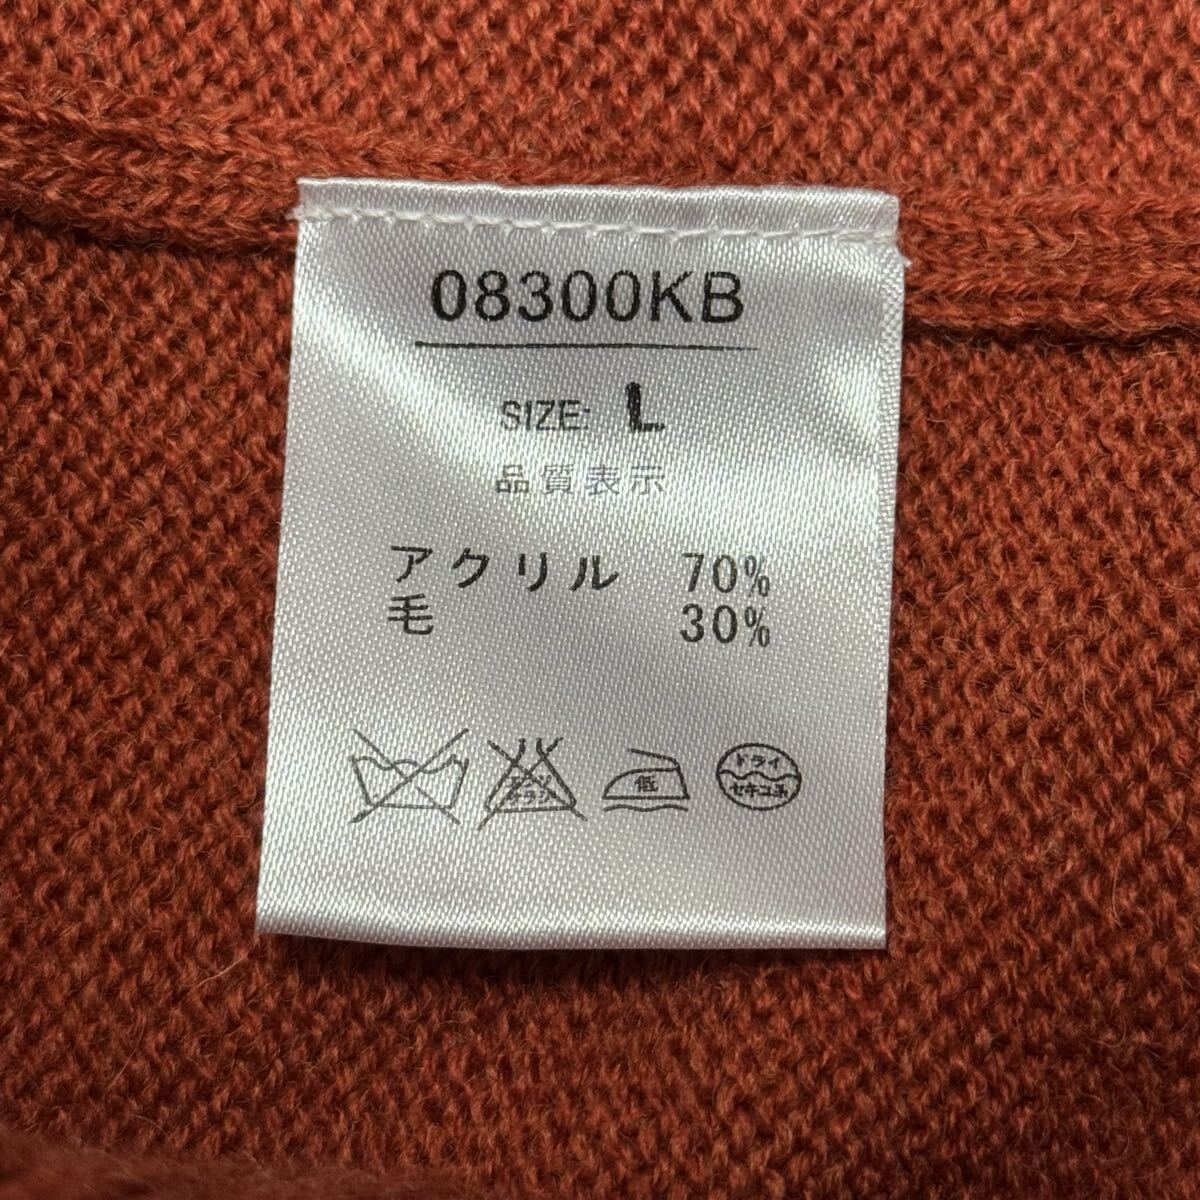 08300KB
SIZE: L
品質表示
アクリル 70%
毛 30%
低
ドライ
セキユ系